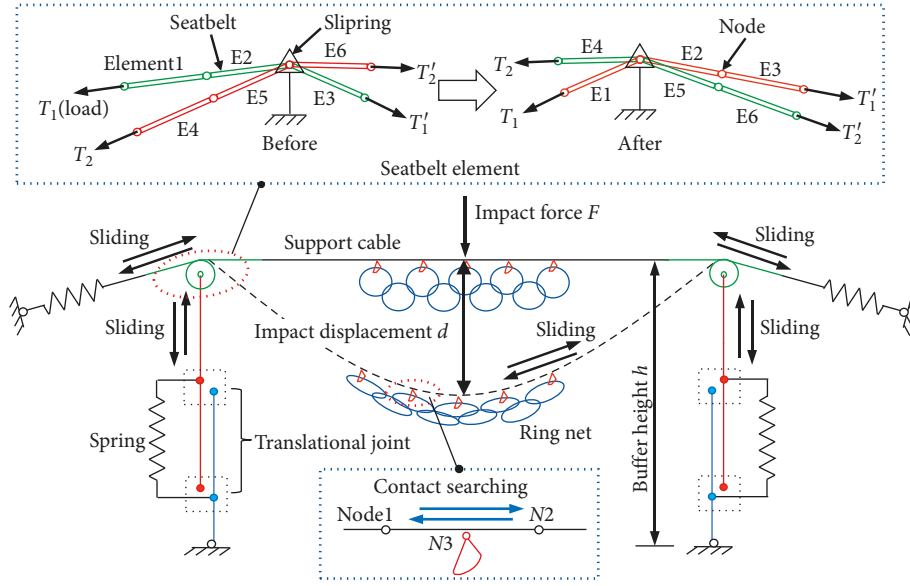 Seatbelt
Slipring
Element1
E2
E6
T₁(load)
E5
E3
T₂′
E4
T₁′
T₂
Before
E4
E2
Node
T₂
E3
E1
E5
T₁
E6
T₁′
T₂′
After
Seatbelt element
Impact force F
Sliding
Support cable
Sliding
Sliding
Impact displacement d
Sliding
Sliding
Buffer height h
Spring
Translational joint
Ring net
Contact searching
Node1
N2
N3